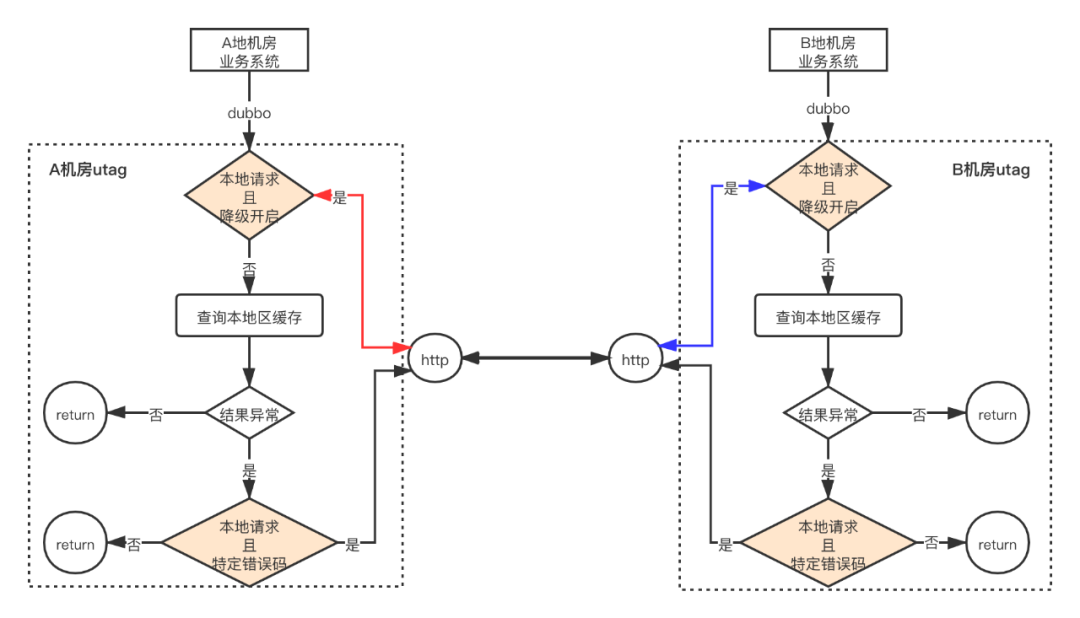 A地机房
业务系统
dubbo
A机房utag
本地请求
且
降级开启
是
否
查询本地区缓存
http
结果异常
否
return
是
本地请求
且
特定错误码
否
return
是
B地机房
业务系统
dubbo
B机房utag
本地请求
且
降级开启
是
否
查询本地区缓存
http
结果异常
否
return
是
本地请求
且
特定错误码
是
否
return